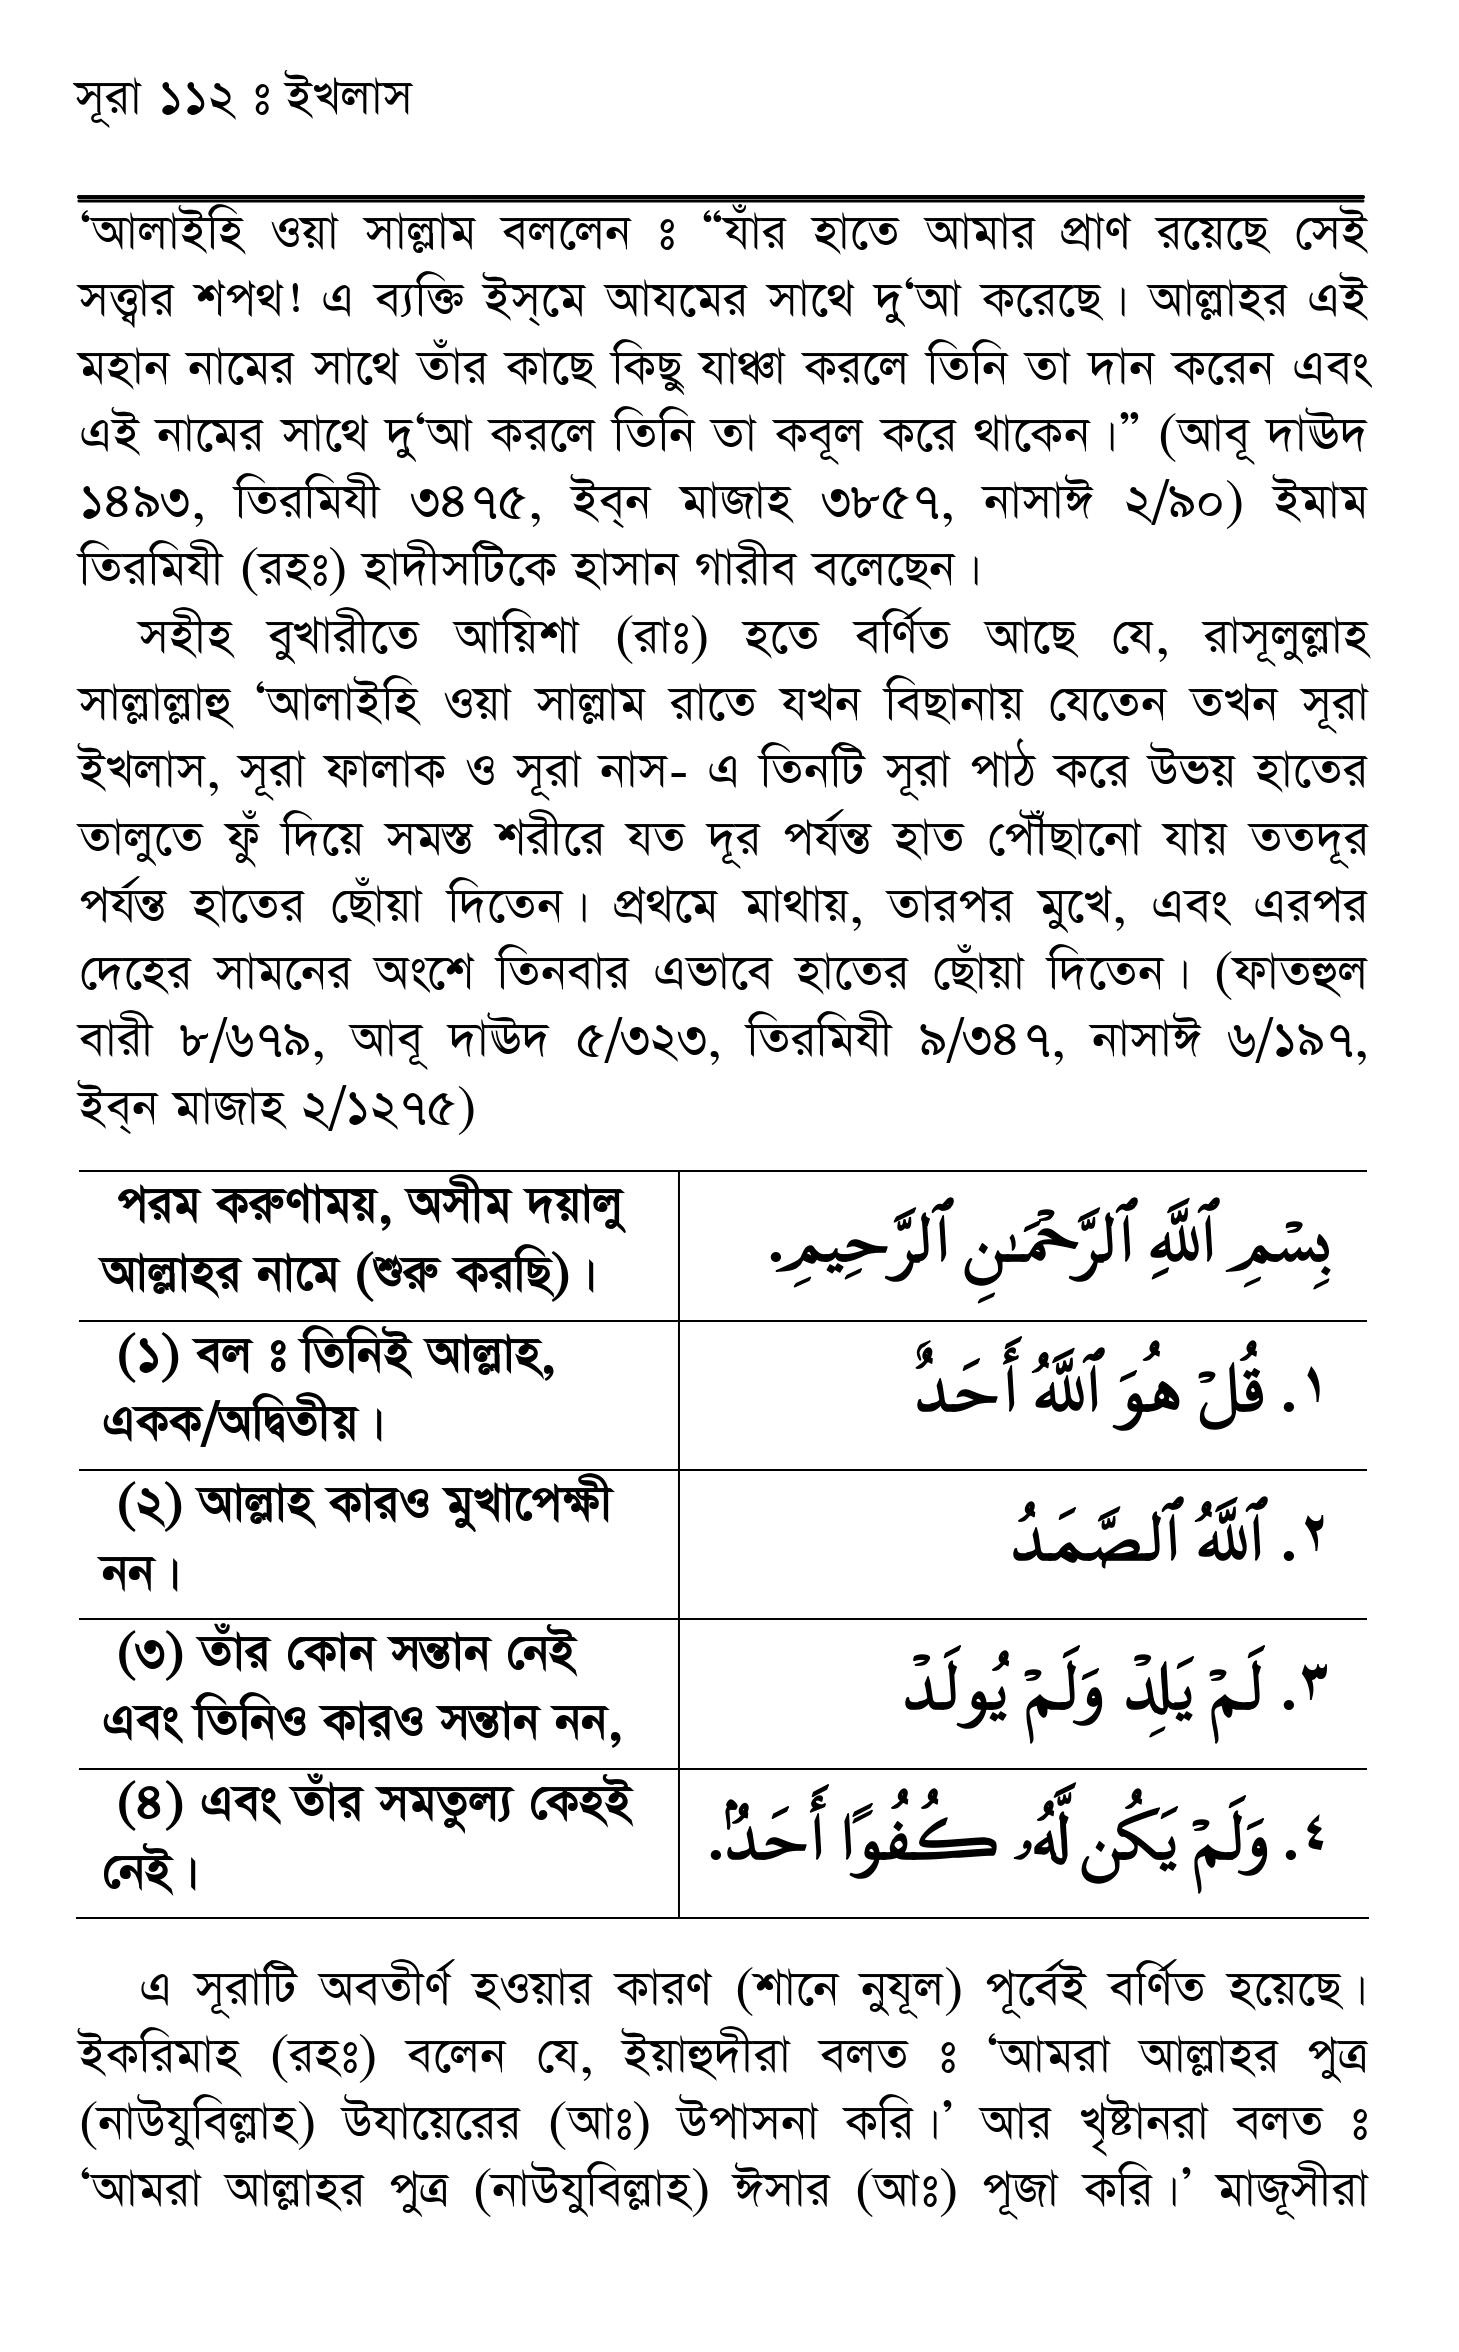 সূরা ১১২ ঃ ইখলাস
‘আলাইহি ওয়া সাল্লাম বললেন ঃ “যাঁর হাতে আমার প্রাণ রয়েছে সেই
সত্ত্বার শপথ! এ ব্যক্তি ইস্‌মে আযমের সাথে দু‘আ করেছে। আল্লাহর এই
মহান নামের সাথে তাঁর কাছে কিছু যাঞ্চা করলে তিনি তা দান করেন এবং
এই নামের সাথে দু‘আ করলে তিনি তা কবূল করে থাকেন।” (আবূ দাঊদ
১৪৯৩, তিরমিযী ৩৪৭৫, ইব্‌ন মাজাহ ৩৮৫৭, নাসাঈ ২/৯০) ইমাম
তিরমিযী (রহঃ) হাদীসটিকে হাসান গারীব বলেছেন।
সহীহ বুখারীতে আয়িশা (রাঃ) হতে বর্ণিত আছে যে, রাসূলুল্লাহ
সাল্লাল্লাহু ‘আলাইহি ওয়া সাল্লাম রাতে যখন বিছানায় যেতেন তখন সূরা
ইখলাস, সূরা ফালাক ও সূরা নাস- এ তিনটি সূরা পাঠ করে উভয় হাতের
তালুতে ফুঁ দিয়ে সমস্ত শরীরে যত দূর পর্যন্ত হাত পৌঁছানো যায় ততদূর
পর্যন্ত হাতের ছোঁয়া দিতেন। প্রথমে মাথায়, তারপর মুখে, এবং এরপর
দেহের সামনের অংশে তিনবার এভাবে হাতের ছোঁয়া দিতেন। (ফাতহুল
বারী ৮/৬৭৯, আবূ দাঊদ ৫/৩২৩, তিরমিযী ৯/৩৪৭, নাসাঈ ৬/১৯৭,
ইব্‌ন মাজাহ ২/১২৭৫)
পরম করুণাময়, অসীম দয়ালু
আল্লাহর নামে (শুরু করছি)।
بِسْمِ ٱللَّهِ ٱلرَّحْمَـٰنِ ٱلرَّحِيمِ.
(১) বল ঃ তিনিই আল্লাহ,
একক/অদ্বিতীয়।
١. قُلْ هُوَ ٱللَّهُ أَحَدٌ
(২) আল্লাহ কারও মুখাপেক্ষী
নন।
٢. ٱللَّهُ ٱلصَّمَدُ
(৩) তাঁর কোন সন্তান নেই
এবং তিনিও কারও সন্তান নন,
٣. لَمْ يَلِدْ وَلَمْ يُولَدْ
(৪) এবং তাঁর সমতুল্য কেহই
নেই।
٤. وَلَمْ يَكُن لَّهُۥ كُفُوًا أَحَدٌۢ.
এ সূরাটি অবতীর্ণ হওয়ার কারণ (শানে নুযূল) পূর্বেই বর্ণিত হয়েছে।
ইকরিমাহ (রহঃ) বলেন যে, ইয়াহুদীরা বলত ঃ ‘আমরা আল্লাহর পুত্র
(নাউযুবিল্লাহ) উযায়েরের (আঃ) উপাসনা করি।’ আর খৃষ্টানরা বলত ঃ
‘আমরা আল্লাহর পুত্র (নাউযুবিল্লাহ) ঈসার (আঃ) পূজা করি।’ মাজূসীরা